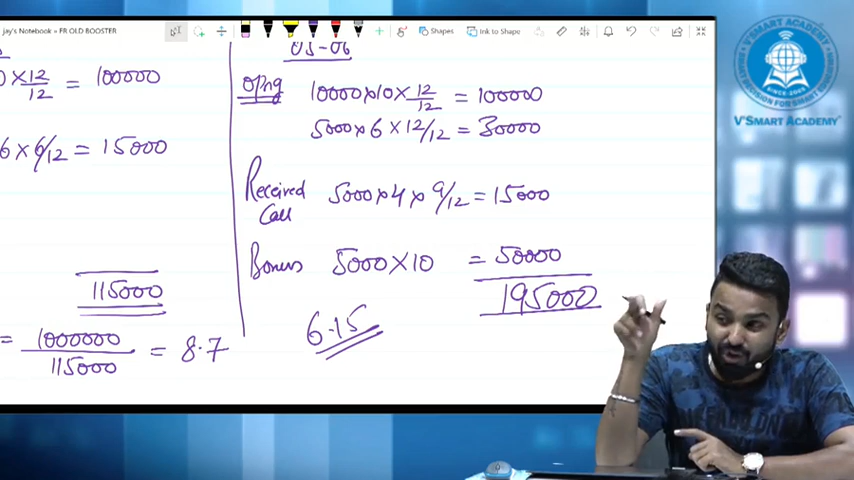 jay's Notebook « FR OLD BOOSTER
Shapes
Ink to Shape
V'SMART ACADEMY
SINCE-2008
V'SMART ACADEMY
0 × 12/12 = 100000
6 × 6/12 = 15000
115000
= 1000000/115000 = 8.7
05-06
Opng 10000×10×12/12 = 100000
5000×6×12/12 = 30000
Received Call 5000×4×9/12 = 15000
Bonus 5000×10 = 50000
195000
6.15